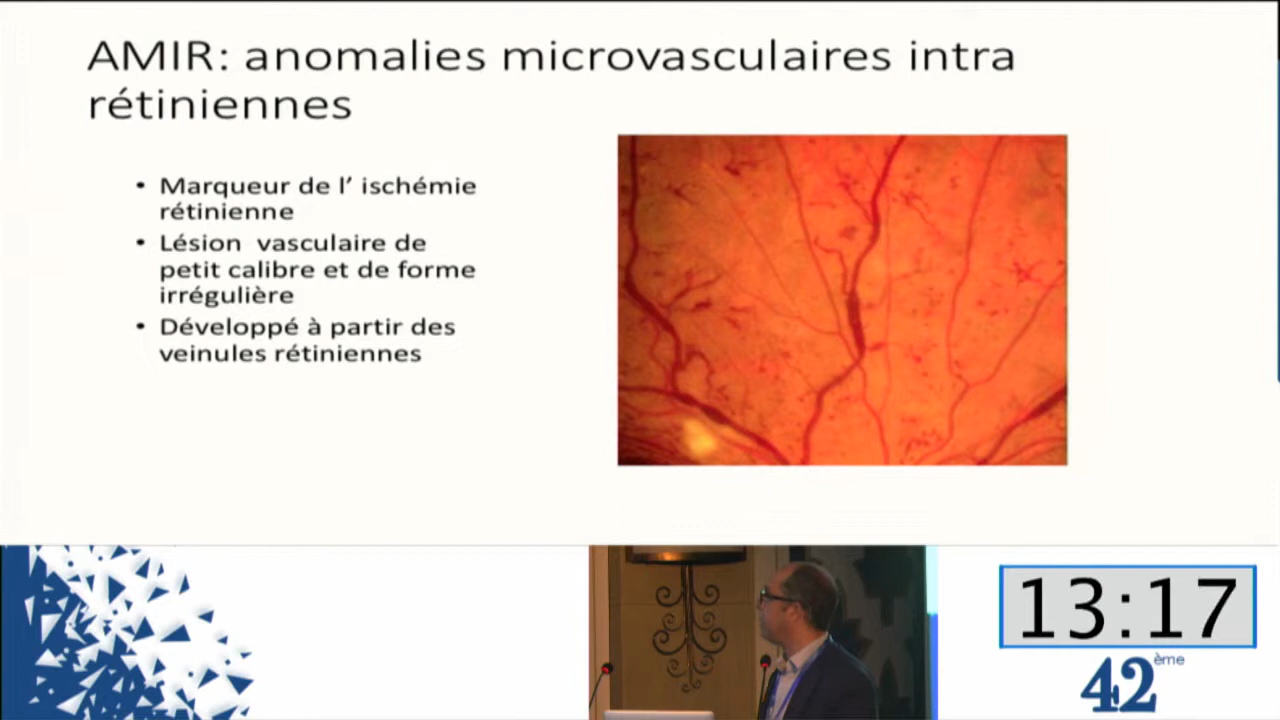 AMIR: anomalies microvasculaires intra
rétiniennes
• Marqueur de l’ ischémie
rétinienne
• Lésion vasculaire de
petit calibre et de forme
irrégulière
• Développé à partir des
veinules rétiniennes
13:17
42ème